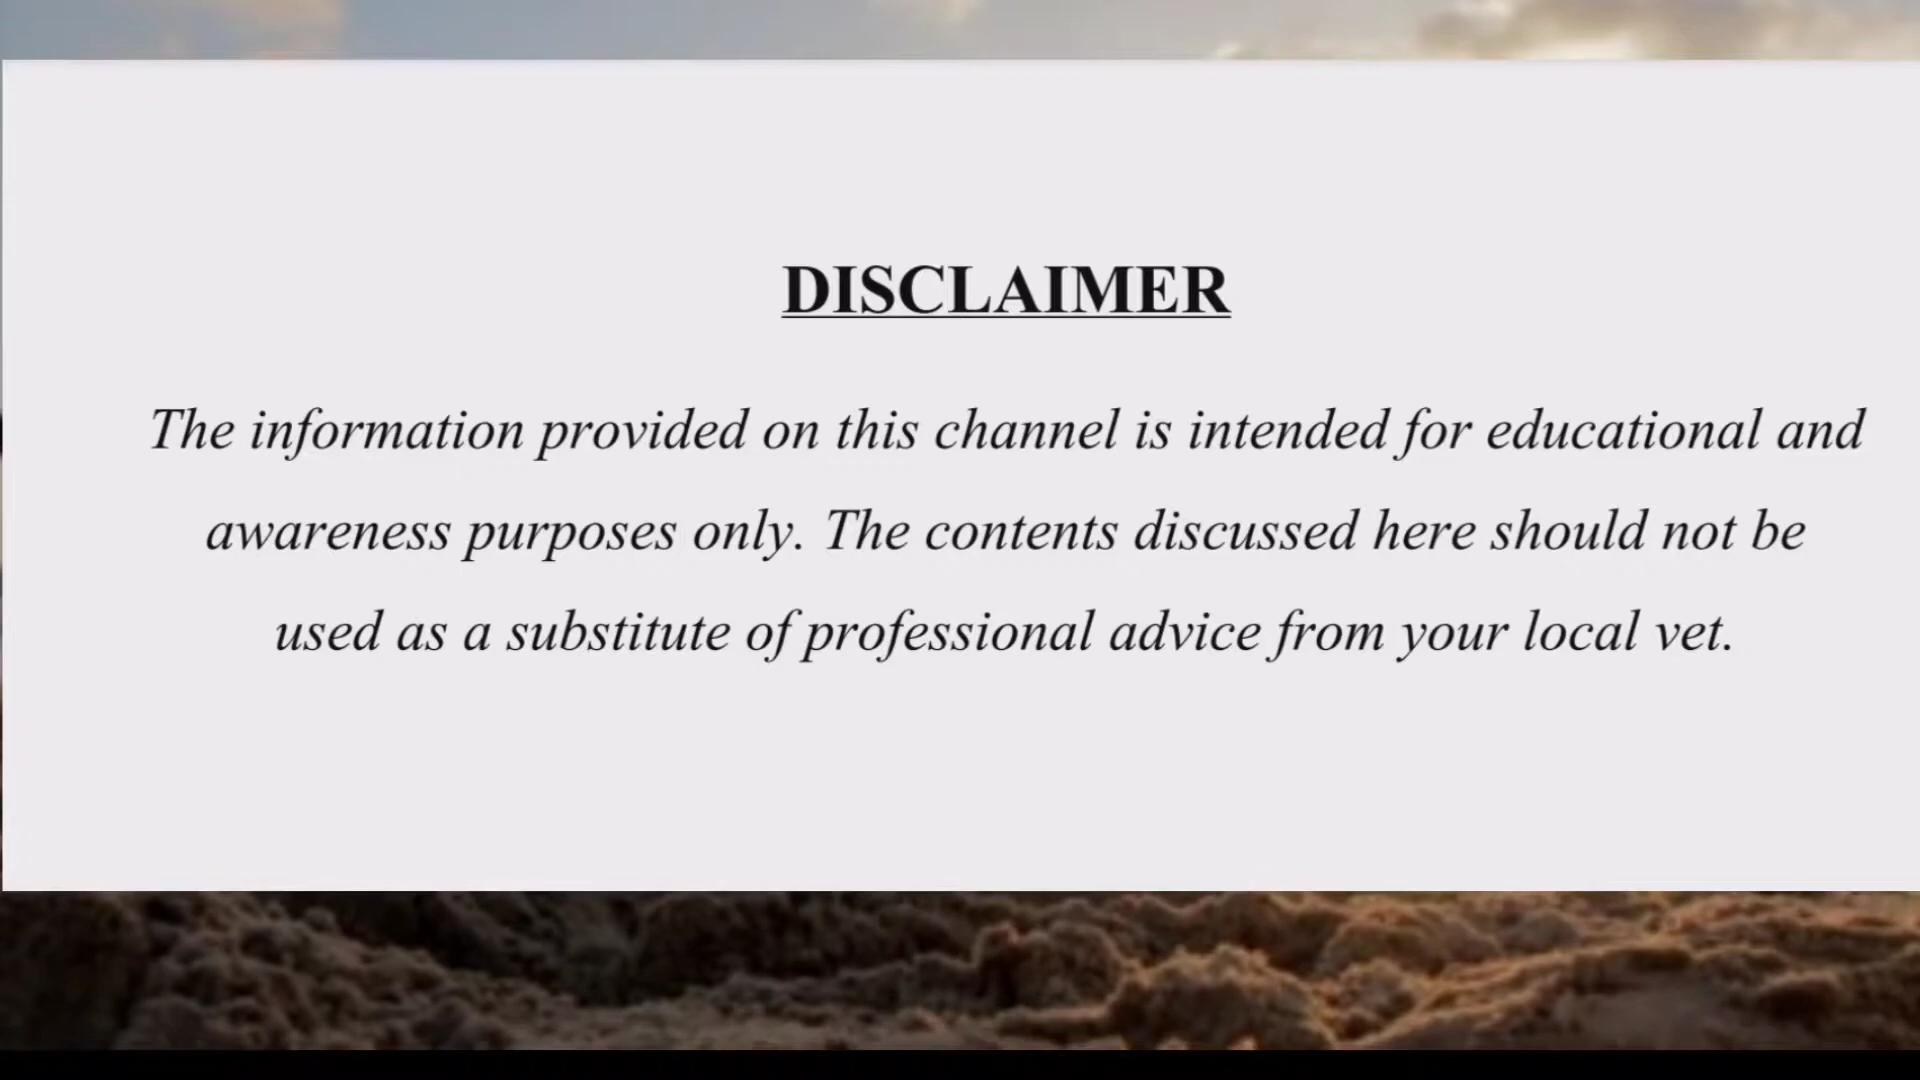 DISCLAIMER
The information provided on this channel is intended for educational and
awareness purposes only. The contents discussed here should not be
used as a substitute of professional advice from your local vet.